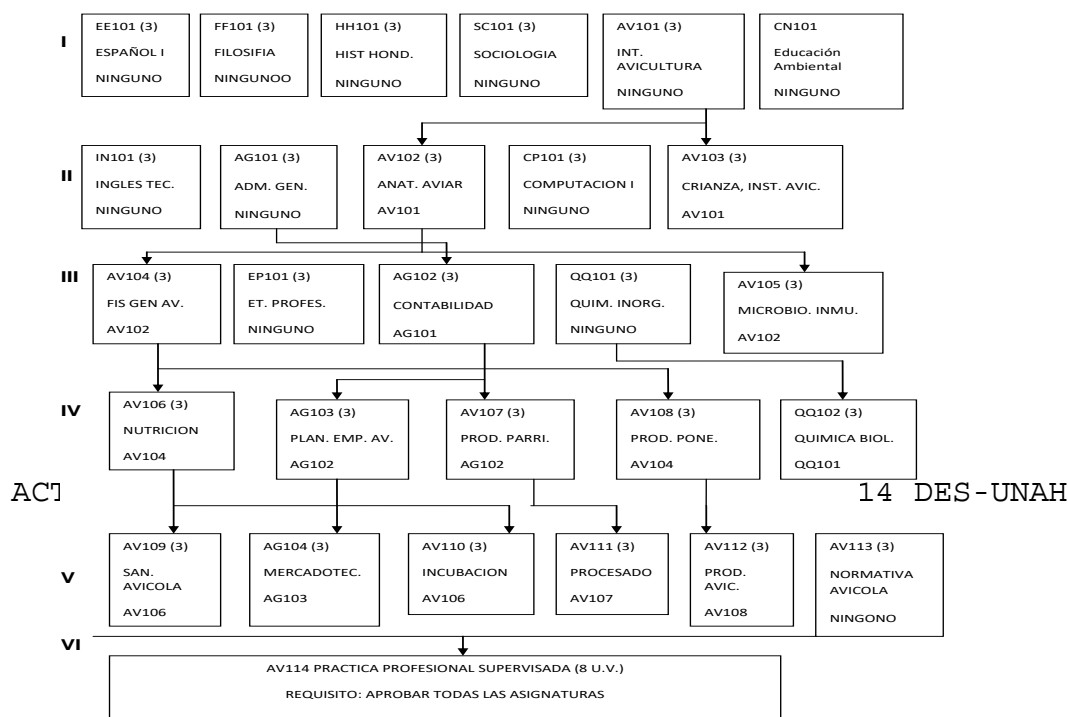 I
EE101 (3)
ESPAÑOL I
NINGUNO
FF101 (3)
FILOSIFIA
NINGUNOO
HH101 (3)
HIST HOND.
NINGUNO
SC101 (3)
SOCIOLOGIA
NINGUNO
AV101 (3)
INT.
AVICULTURA
NINGUNO
CN101
Educación
Ambiental
NINGUNO
II
IN101 (3)
INGLES TEC.
NINGUNO
AG101 (3)
ADM. GEN.
NINGUNO
AV102 (3)
ANAT. AVIAR
AV101
CP101 (3)
COMPUTACION I
NINGUNO
AV103 (3)
CRIANZA, INST. AVIC.
AV101
III
AV104 (3)
FIS GEN AV.
AV102
EP101 (3)
ET. PROFES.
NINGUNO
AG102 (3)
CONTABILIDAD
AG101
QQ101 (3)
QUIM. INORG.
NINGUNO
AV105 (3)
MICROBIO. INMU.
AV102
IV
AV106 (3)
NUTRICION
AV104
AG103 (3)
PLAN. EMP. AV.
AG102
AV107 (3)
PROD. PARRI.
AG102
AV108 (3)
PROD. PONE.
AV104
QQ102 (3)
QUIMICA BIOL.
QQ101
14 DES-UNAH
V
AV109 (3)
SAN.
AVICOLA
AV106
AG104 (3)
MERCADOTEC.
AG103
AV110 (3)
INCUBACION
AV106
AV111 (3)
PROCESADO
AV107
AV112 (3)
PROD.
AVIC.
AV108
AV113 (3)
NORMATIVA
AVICOLA
NINGONO
VI
AV114 PRACTICA PROFESIONAL SUPERVISADA (8 U.V.)
REQUISITO: APROBAR TODAS LAS ASIGNATURAS